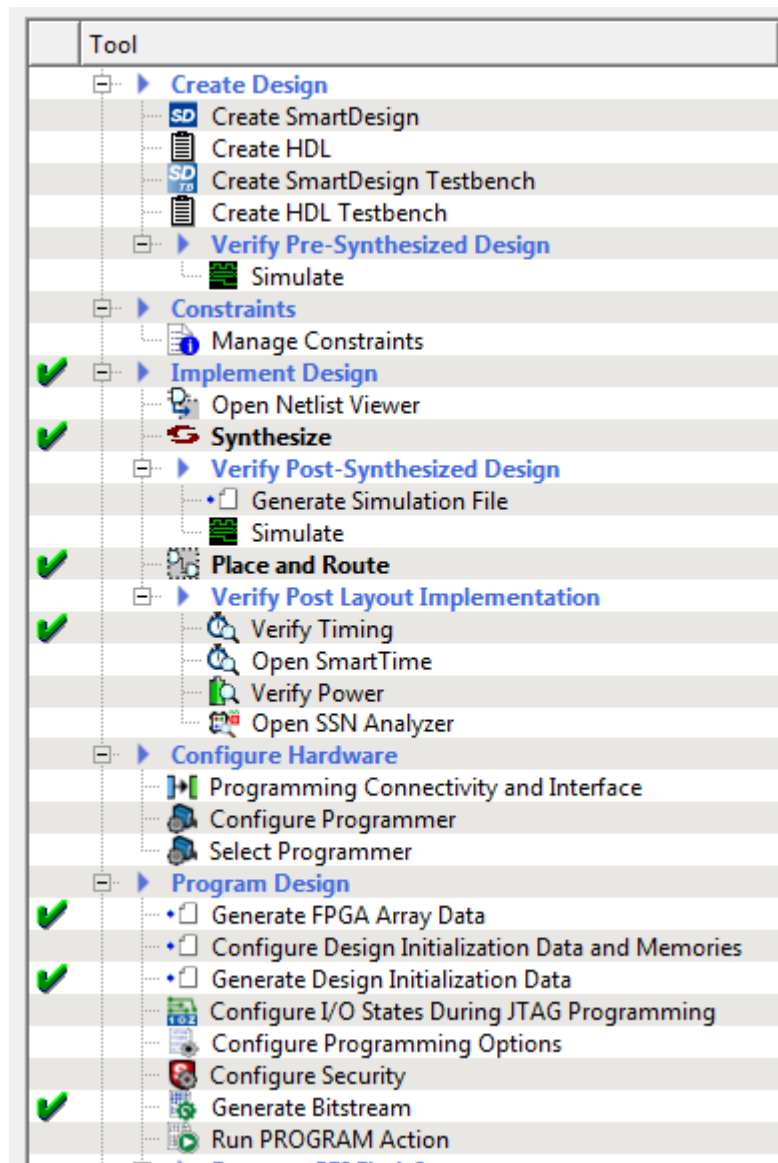 Tool
Create Design
SD Create SmartDesign
Create HDL
SD TB Create SmartDesign Testbench
Create HDL Testbench
Verify Pre-Synthesized Design
Simulate
Constraints
Manage Constraints
Implement Design
Open Netlist Viewer
Synthesize
Verify Post-Synthesized Design
Generate Simulation File
Simulate
Place and Route
Verify Post Layout Implementation
Verify Timing
Open SmartTime
Verify Power
Open SSN Analyzer
Configure Hardware
Programming Connectivity and Interface
Configure Programmer
Select Programmer
Program Design
Generate FPGA Array Data
Configure Design Initialization Data and Memories
Generate Design Initialization Data
Configure I/O States During JTAG Programming
Configure Programming Options
Configure Security
Generate Bitstream
Run PROGRAM Action